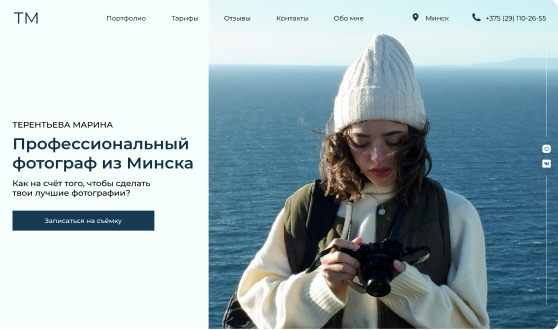 ТМ
Портфолио
Тарифы
Отзывы
Контакты
Обо мне
Минск
+375 (29) 110-26-55
ТЕРЕНТЬЕВА МАРИНА
Профессиональный
фотограф из Минска
Как на счёт того, чтобы сделать
твои лучшие фотографии?
Записаться на съёмку